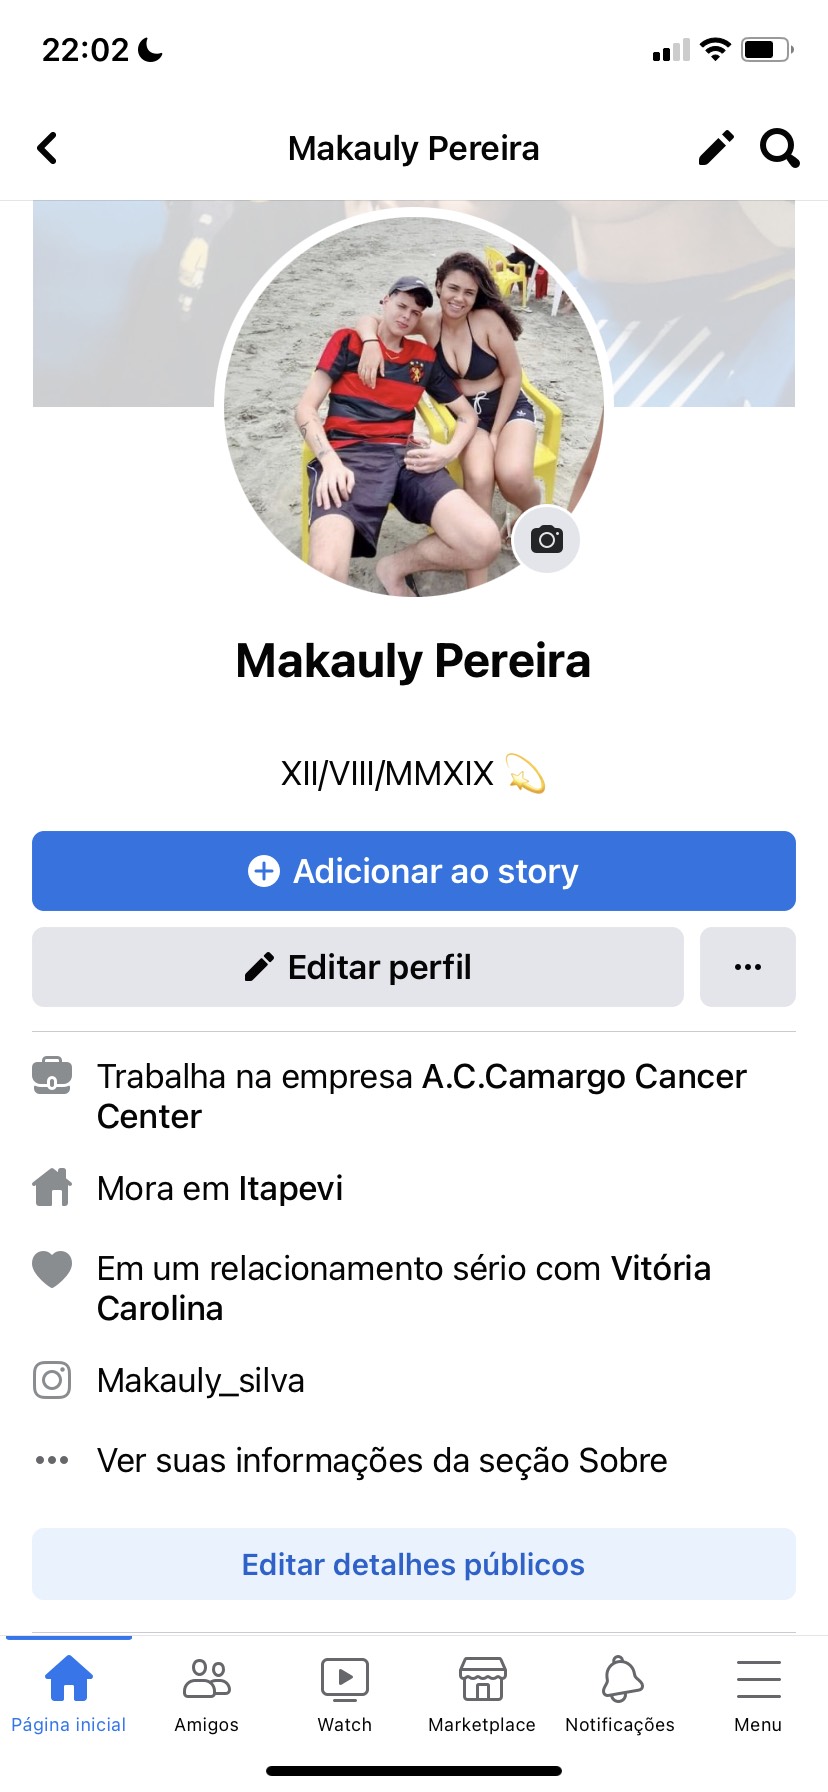 22:02
Makauly Pereira
Makauly Pereira
XII/VIII/MMXIX 💫
Adicionar ao story
Editar perfil
Trabalha na empresa A.C.Camargo Cancer
Center
Mora em Itapevi
Em um relacionamento sério com Vitória
Carolina
Makauly_silva
Ver suas informações da seção Sobre
Editar detalhes públicos
Página inicial Amigos Watch Marketplace Notificações Menu